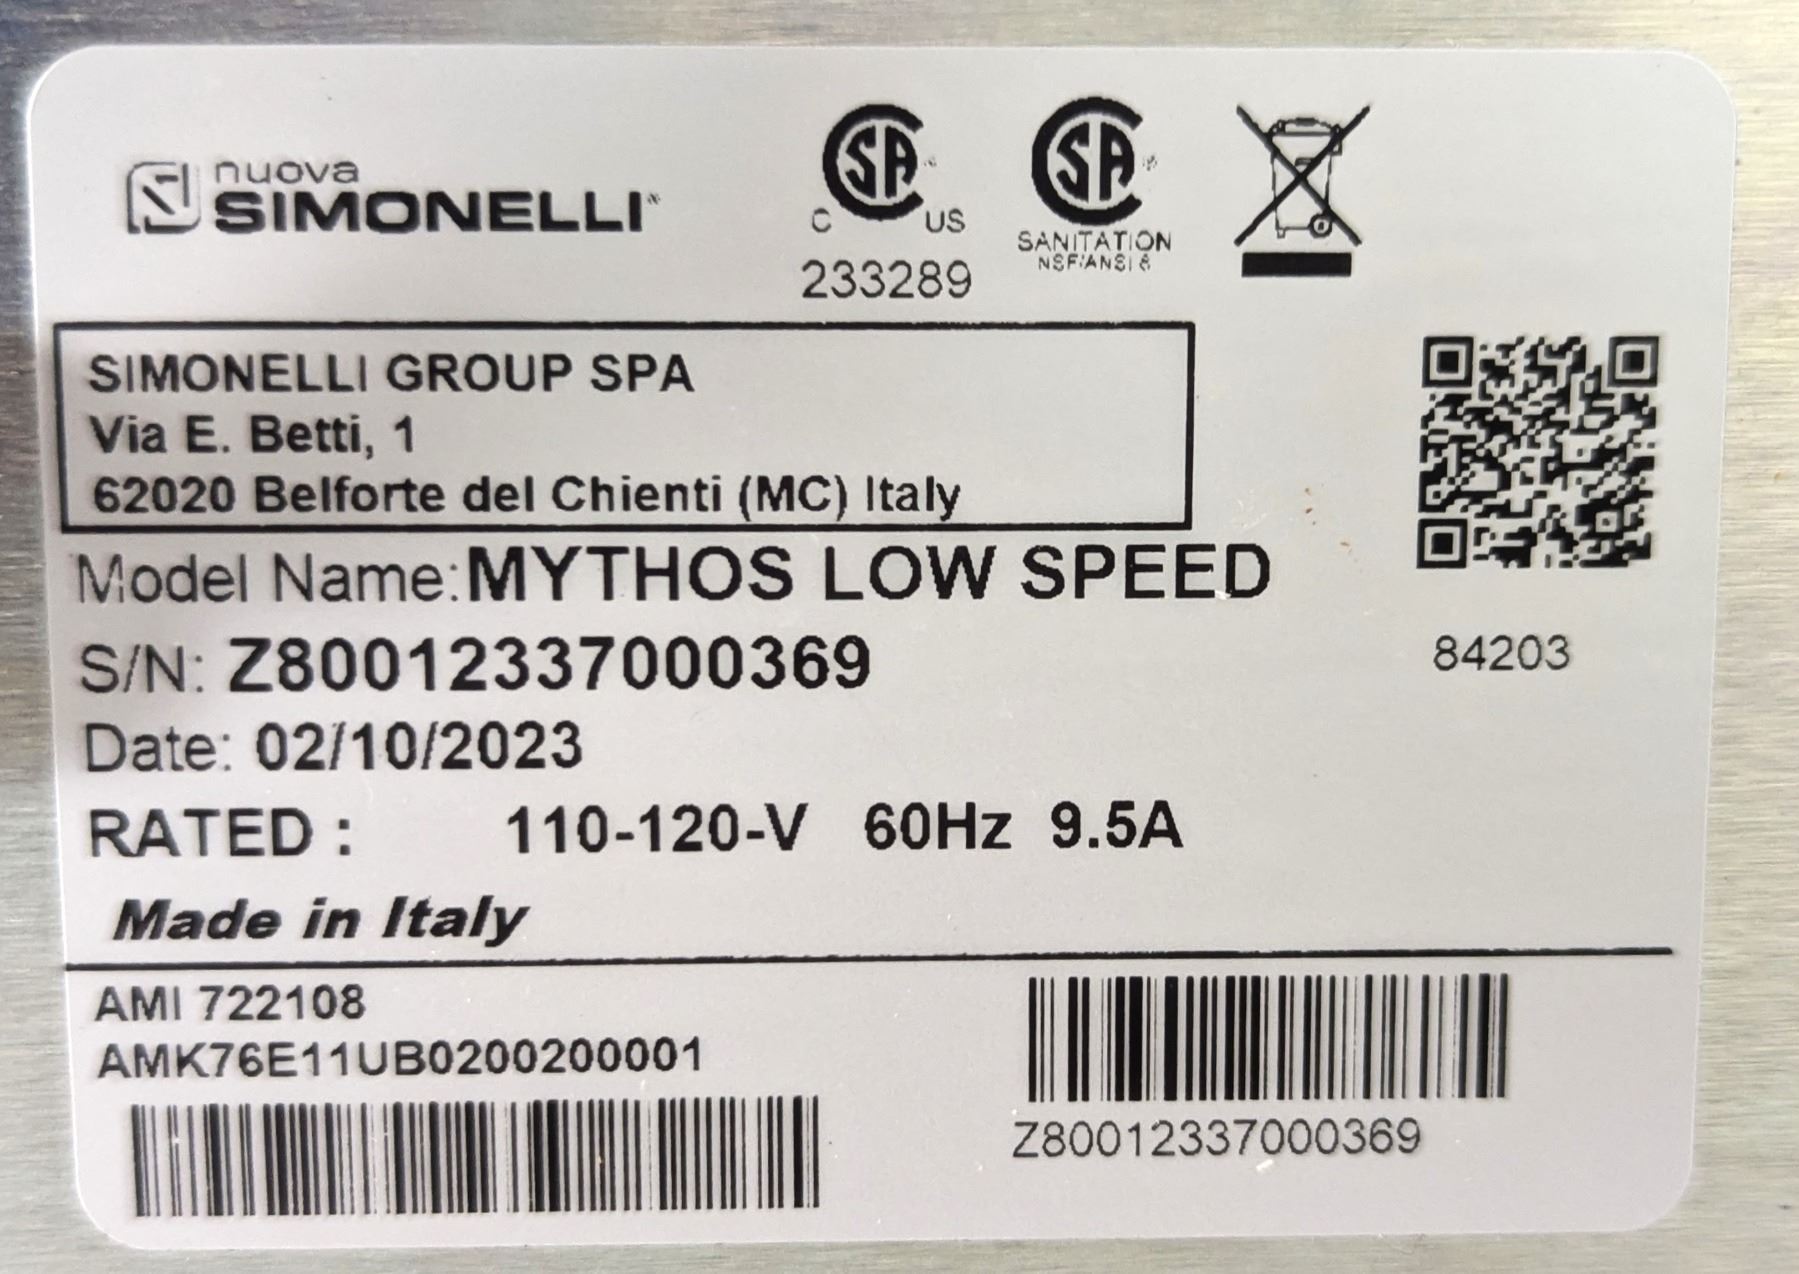 nuova
SIMONELLI
C US
233289
SANITATION
NSF/ANSI 8
SIMONELLI GROUP SPA
Via E. Betti, 1
62020 Belforte del Chienti (MC) Italy
Model Name:MYTHOS LOW SPEED
S/N: Z80012337000369
84203
Date: 02/10/2023
RATED : 110-120-V 60Hz 9.5A
Made in Italy
AMI 722108
AMK76E11UB0200200001
Z80012337000369